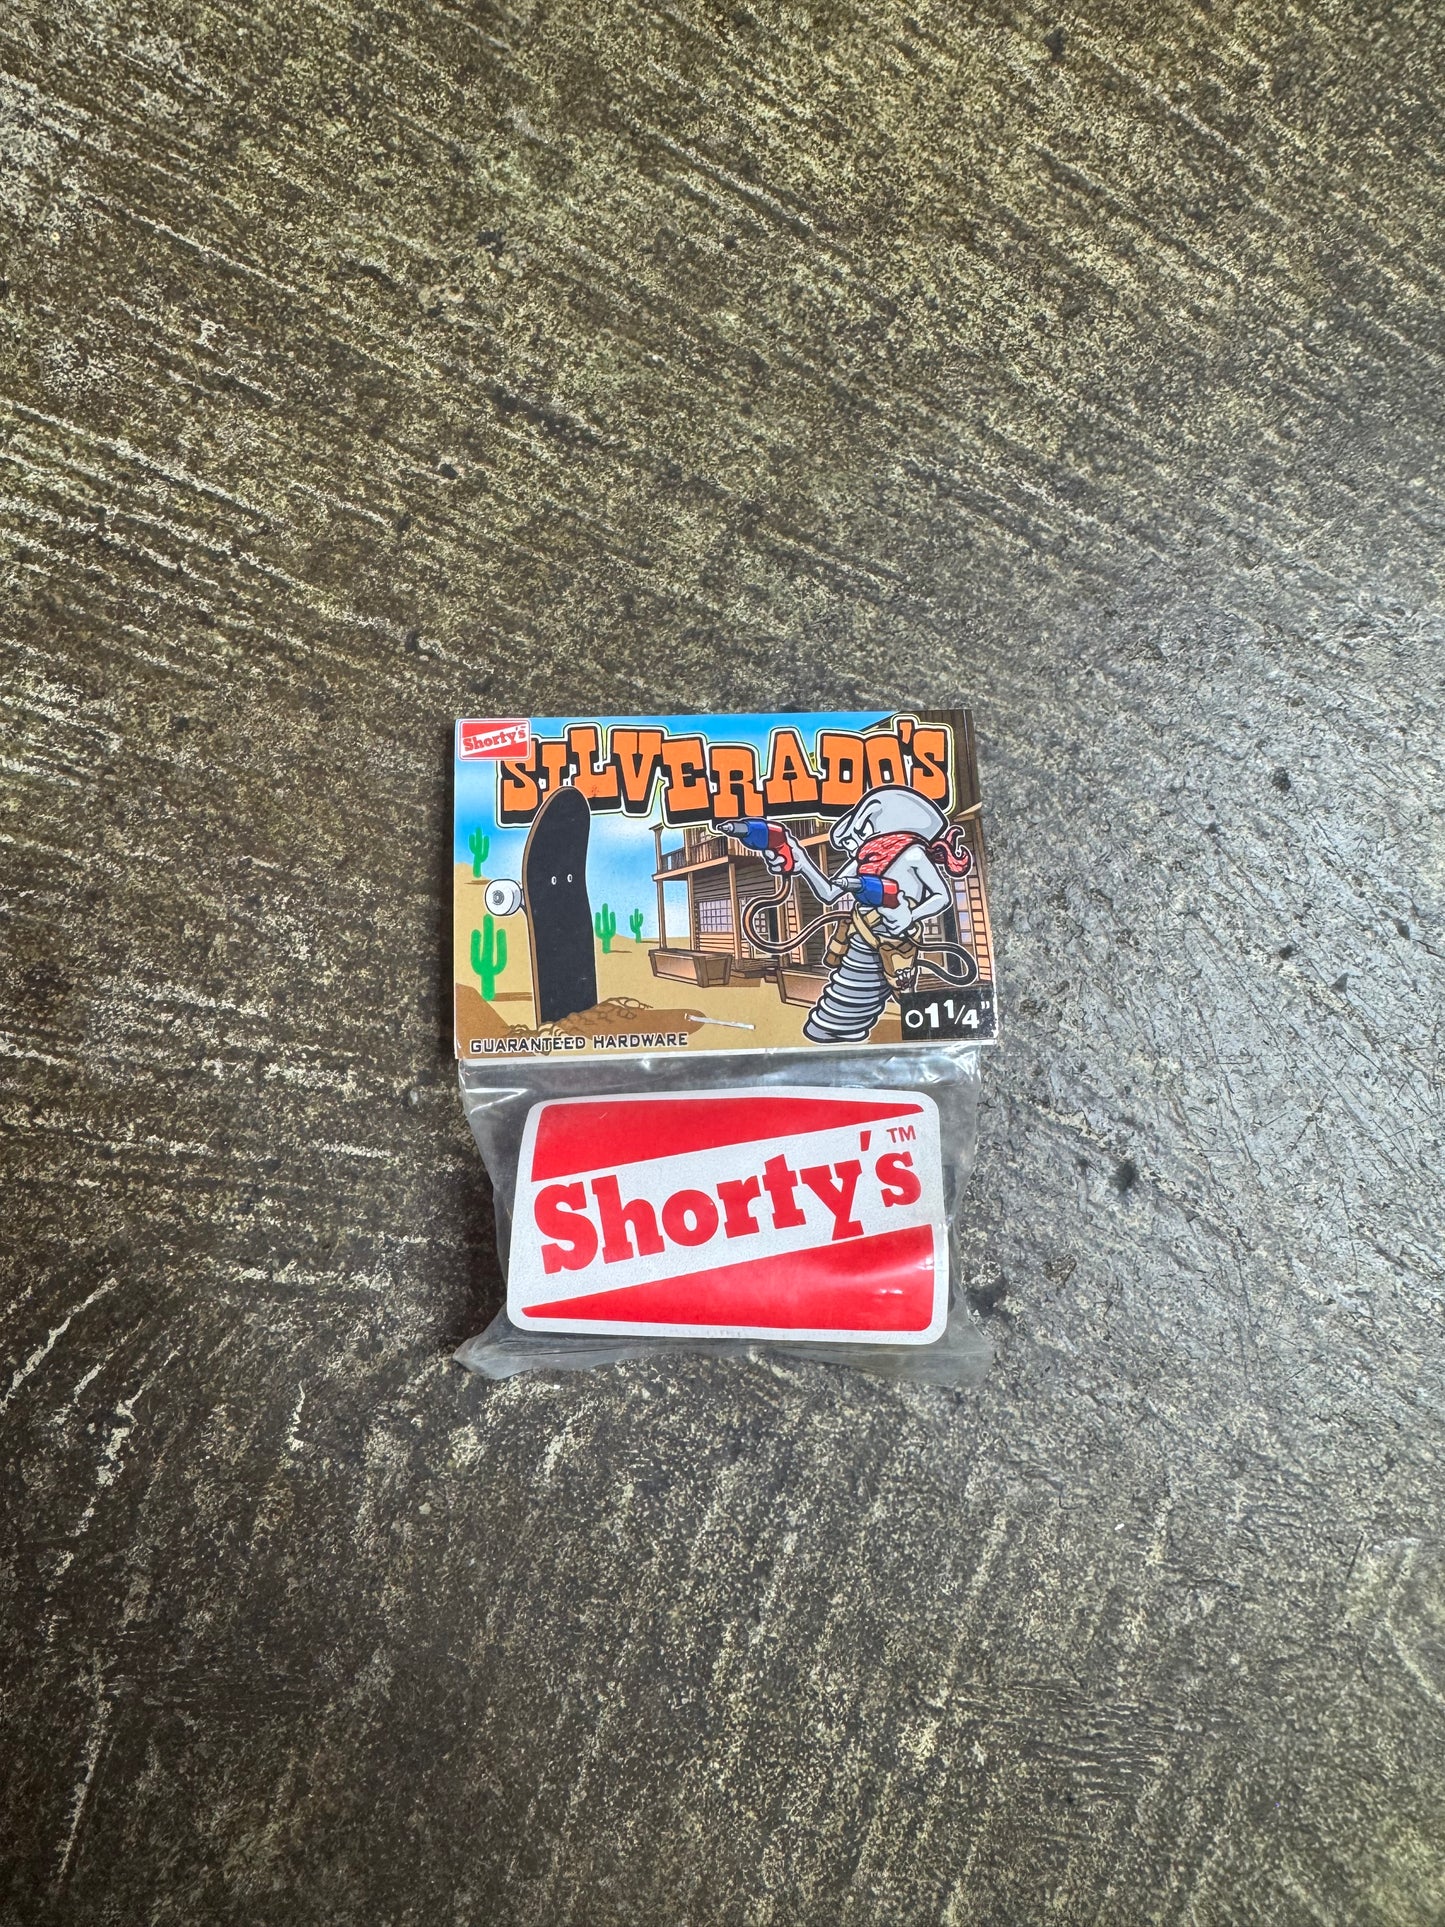 Shorty's
SILVERADO'S
1 1/4"
GUARANTEED HARDWARE
Shorty's™